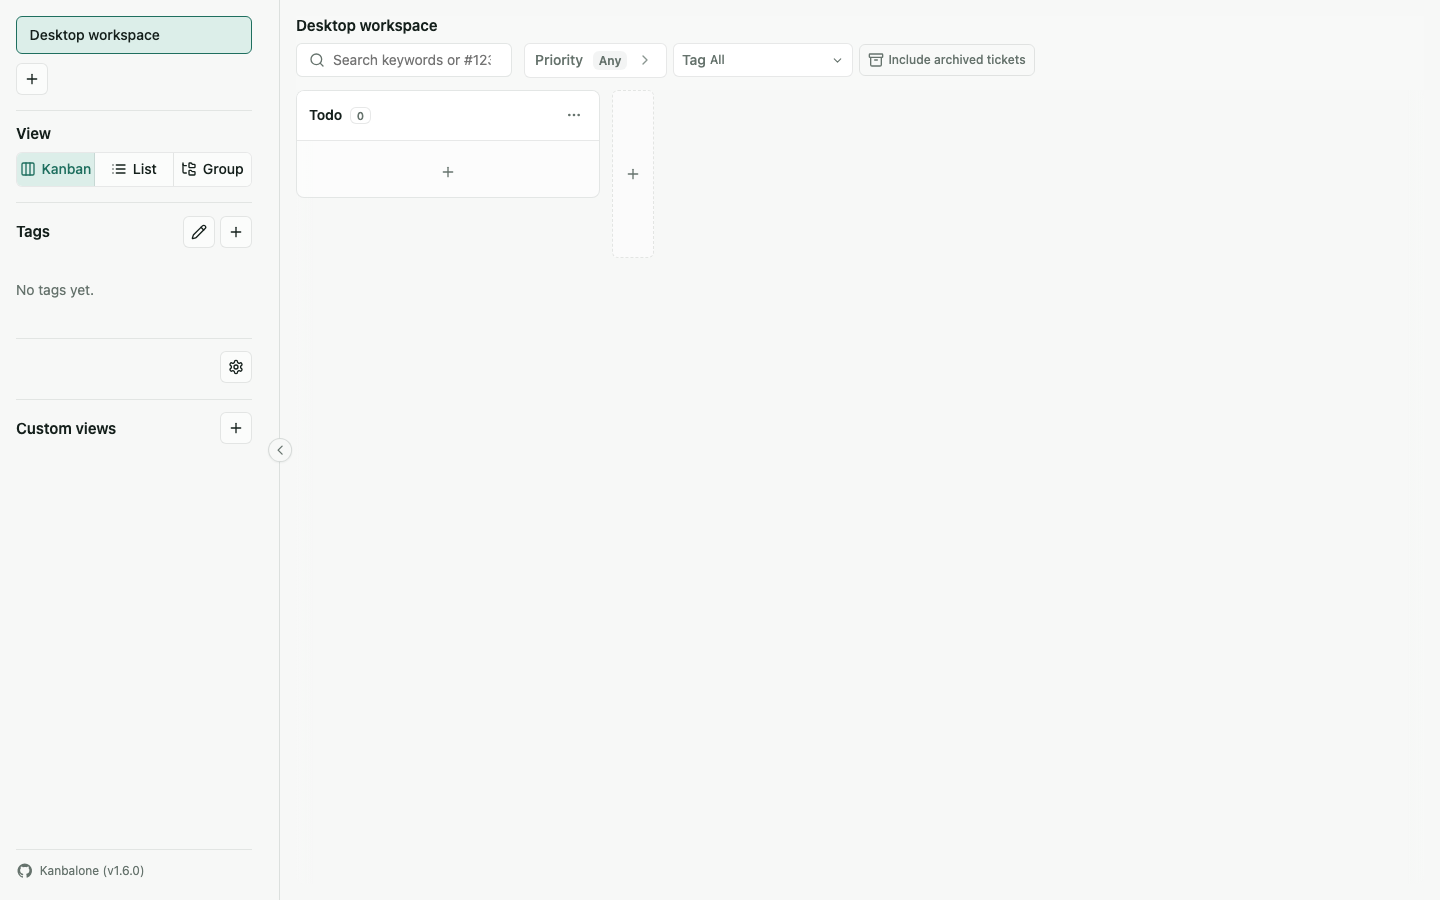 Desktop workspace
View
Kanban
List
Group
Tags
No tags yet.
Custom views
Kanbalone (v1.6.0)
Desktop workspace
Search keywords or #123
Priority Any
Tag All
Include archived tickets
Todo 0